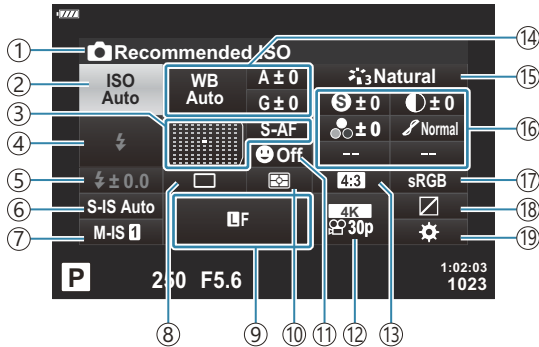 ① Recommended ISO ⑭
② ISO Auto WB Auto A±0 3 Natural ⑮
G±0 S ±0 ±0
③ S-AF ±0 Normal ⑯
④ Off -- --
⑤ ±0.0 4:3 sRGB ⑰
⑥ S-IS Auto LF 4K 30p ⑱
⑦ M-IS 1 ⑲
P 250 F5.6 1:02:03
1023
⑧ ⑨ ⑩ ⑪ ⑫ ⑬